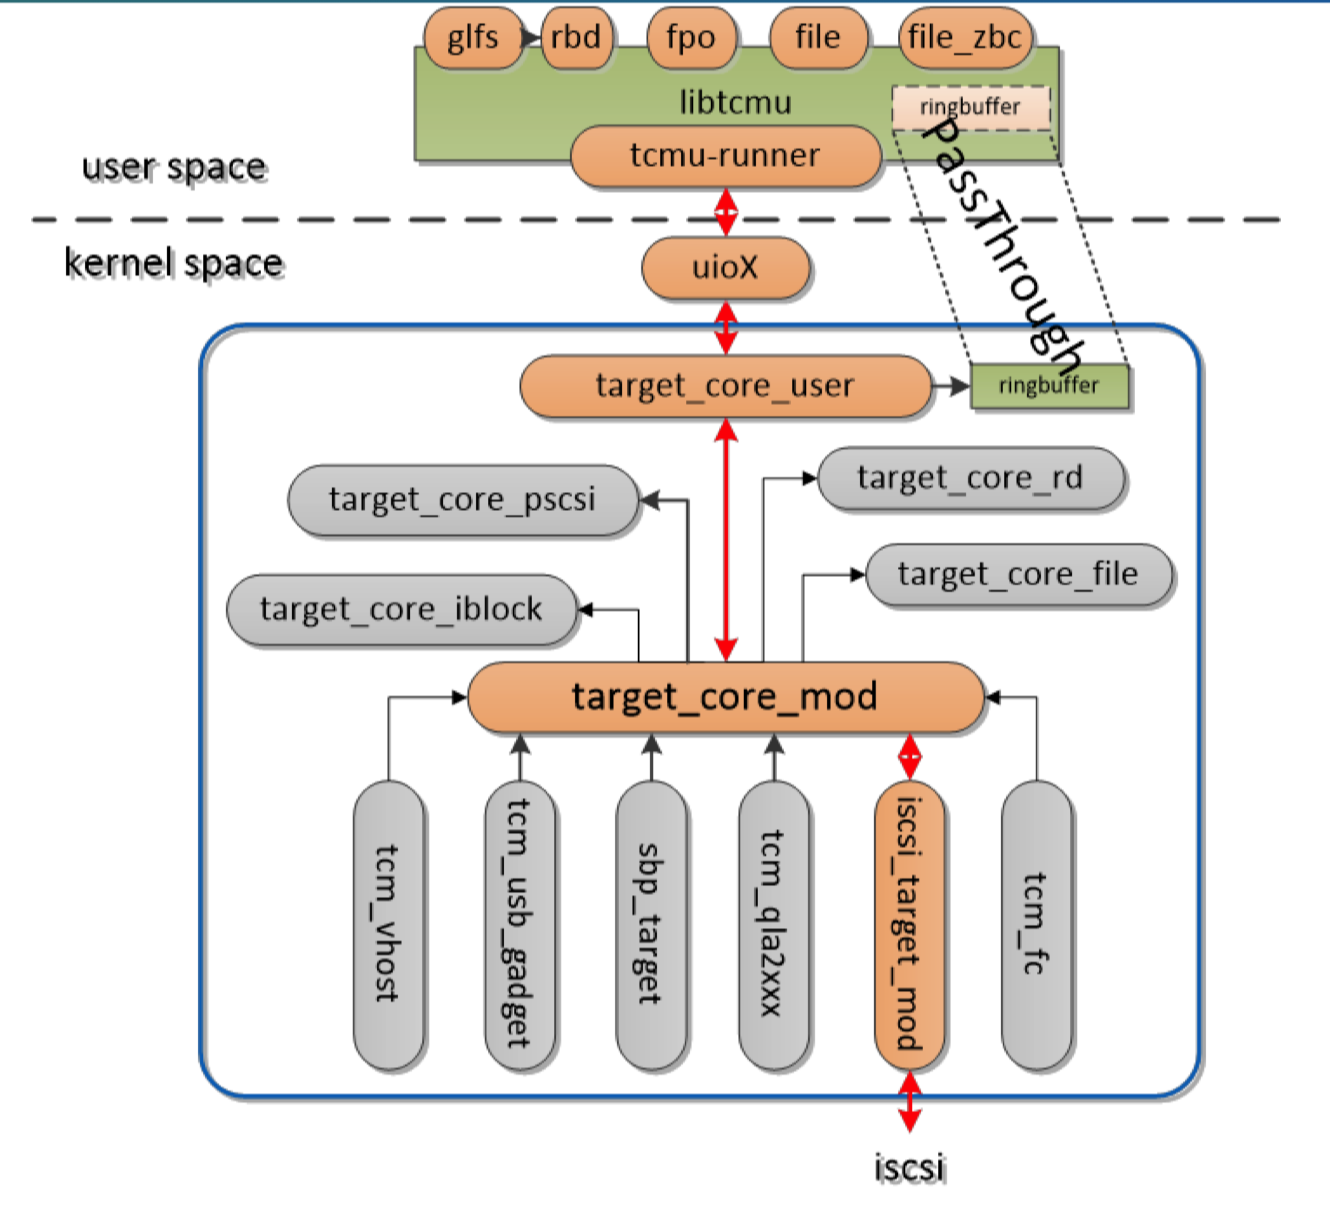 glfs
rbd
fpo
file
file_zbc
libtcmu
ringbuffer
tcmu-runner
PassThrough
user space
kernel space
uioX
target_core_user
ringbuffer
target_core_pscsi
target_core_rd
target_core_iblock
target_core_file
target_core_mod
tcm_vhost
tcm_usb_gadget
sbp_target
tcm_qla2xxx
iscsi_target_mod
tcm_fc
iscsi